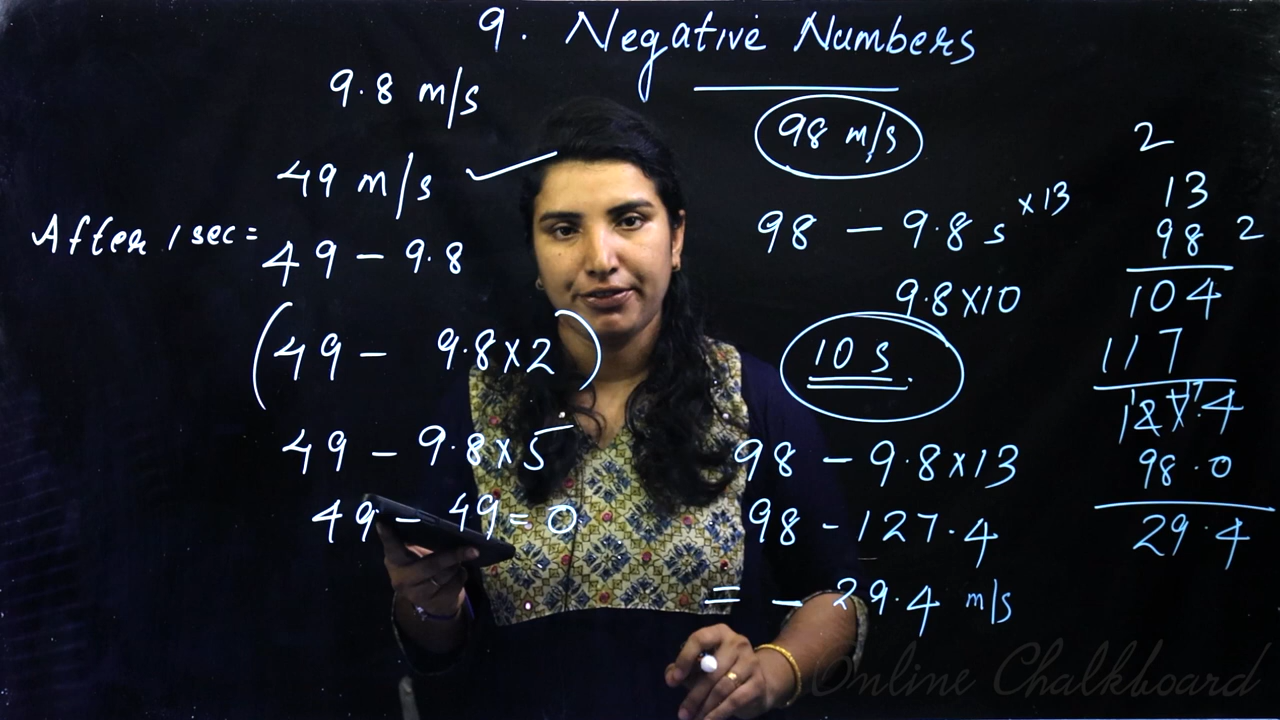 9. Negative Numbers
9.8 m/s
49 m/s ✓
After 1 sec = 49 - 9.8
(49 - 9.8×2)
49 - 9.8×5
49 - 49 = 0
98 m/s
98 - 9.8 s ×13
9.8×10
10 s
98 - 9.8×13
98 - 127.4
= - 29.4 m/s
2
13
98 2
104
117
127.4
98.0
29.4
Online Chalkboard